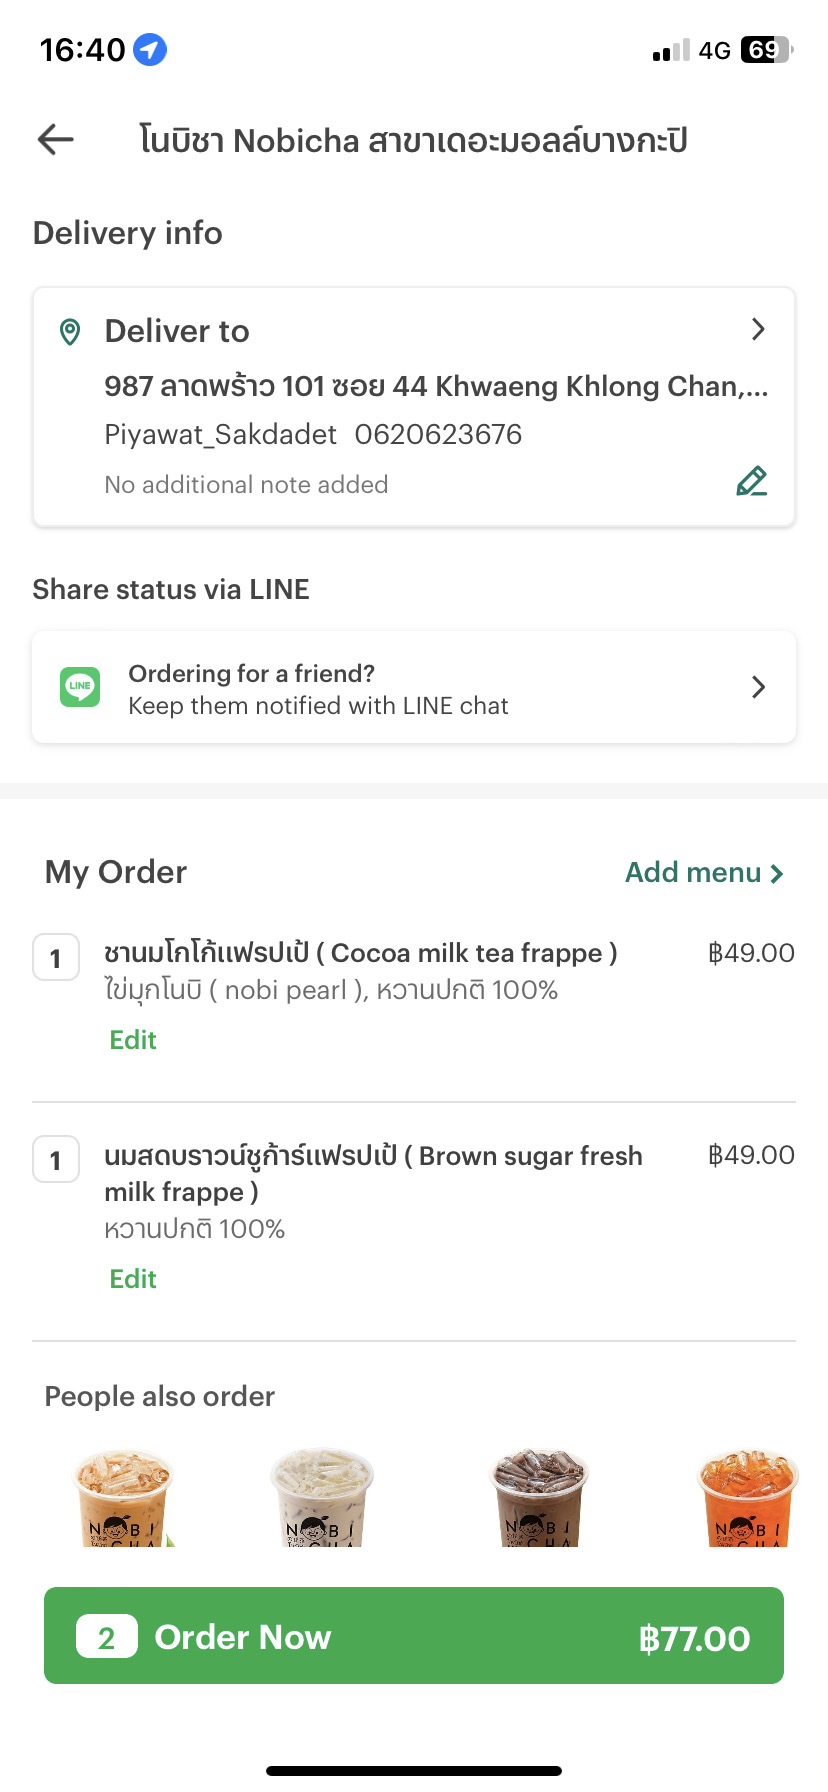 16:40
4G
69
โนบิชา Nobicha สาขาเดอะมอลล์บางกะปิ
Delivery info
Deliver to
987 ลาดพร้าว 101 ซอย 44 Khwaeng Khlong Chan,...
Piyawat_Sakdadet 0620623676
No additional note added
Share status via LINE
LINE
Ordering for a friend?
Keep them notified with LINE chat
My Order
Add menu
1
ชานมโกโก้แฟรปเป้ ( Cocoa milk tea frappe )
฿49.00
ไข่มุกโนบิ ( nobi pearl ), หวานปกติ 100%
Edit
1
นมสดบราวน์ชูก้าร์แฟรปเป้ ( Brown sugar fresh
฿49.00
milk frappe )
หวานปกติ 100%
Edit
People also order
NOBI
NOBI
NOBI
NOBI
2
Order Now
฿77.00